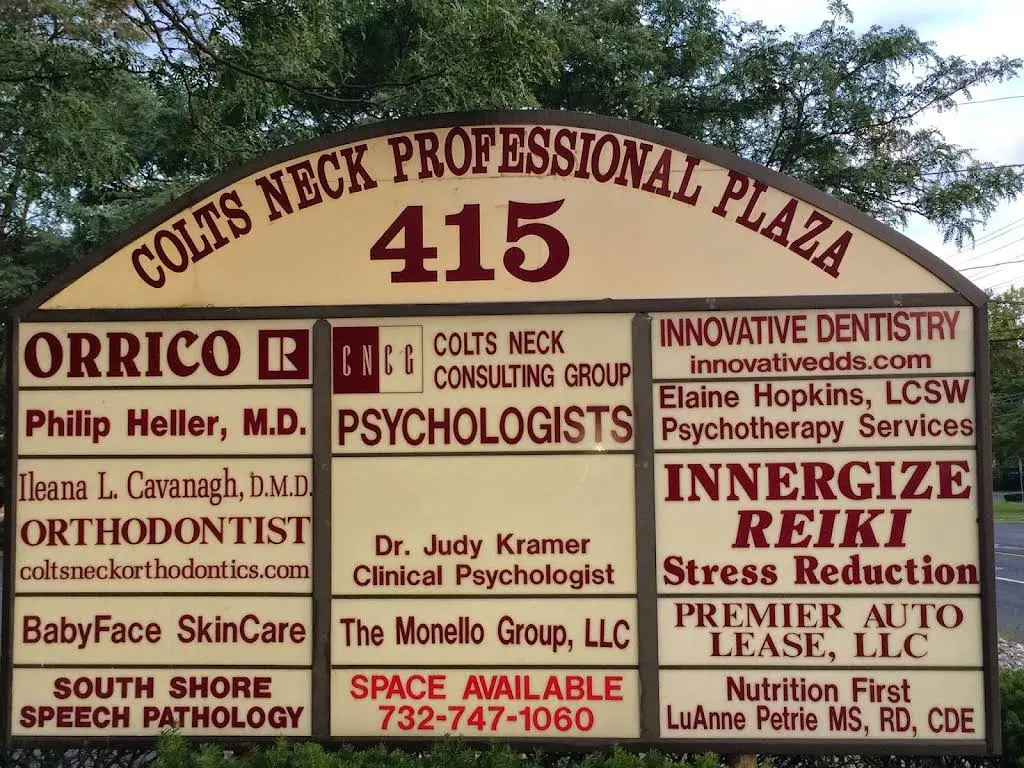 COLTS NECK PROFESSIONAL PLAZA
415
ORRICO R
Philip Heller, M.D.
Ileana L. Cavanagh, D.M.D.
ORTHODONTIST
coltsneckorthodontics.com
BabyFace SkinCare
SOUTH SHORE
SPEECH PATHOLOGY
CNCG
COLTS NECK
CONSULTING GROUP
PSYCHOLOGISTS
Dr. Judy Kramer
Clinical Psychologist
The Monello Group, LLC
SPACE AVAILABLE
732-747-1060
INNOVATIVE DENTISTRY
innovativedds.com
Elaine Hopkins, LCSW
Psychotherapy Services
INNERGIZE
REIKI
Stress Reduction
PREMIER AUTO
LEASE, LLC
Nutrition First
LuAnne Petrie MS, RD, CDE